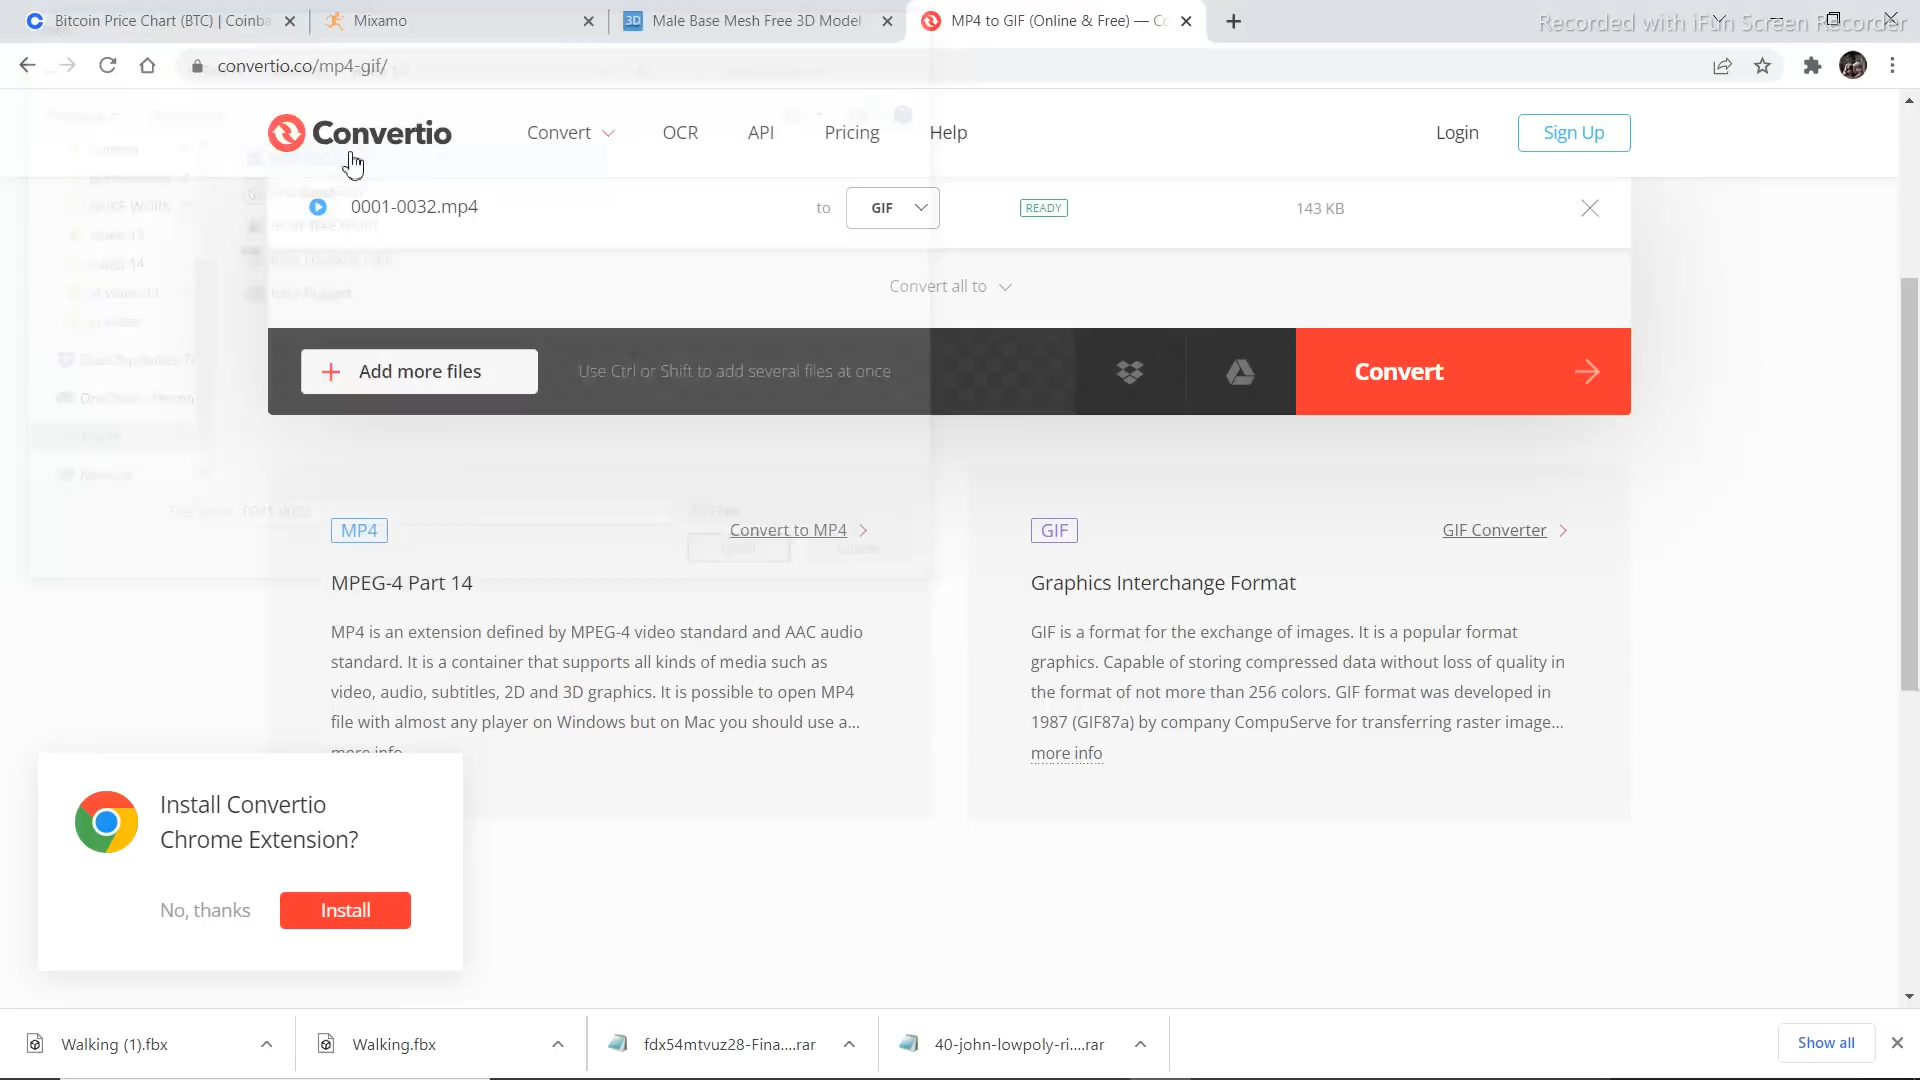 Bitcoin Price Chart (BTC) | Coinba
Mixamo
Male Base Mesh Free 3D Model
MP4 to GIF (Online & Free) — Co
Recorded with iFun Screen Recorder
convertio.co/mp4-gif/
Convertio
Convert
OCR
API
Pricing
Help
Login
Sign Up
0001-0032.mp4
to
GIF
READY
143 KB
Convert all to
Add more files
Use Ctrl or Shift to add several files at once
Convert
MP4
Convert to MP4
MPEG-4 Part 14
MP4 is an extension defined by MPEG-4 video standard and AAC audio
standard. It is a container that supports all kinds of media such as
video, audio, subtitles, 2D and 3D graphics. It is possible to open MP4
file with almost any player on Windows but on Mac you should use a...
more info
GIF
GIF Converter
Graphics Interchange Format
GIF is a format for the exchange of images. It is a popular format
graphics. Capable of storing compressed data without loss of quality in
the format of not more than 256 colors. GIF format was developed in
1987 (GIF87a) by company CompuServe for transferring raster image...
more info
Install Convertio
Chrome Extension?
No, thanks
Install
Walking (1).fbx
Walking.fbx
fdx54mtvuz28-Fina....rar
40-john-lowpoly-ri....rar
Show all